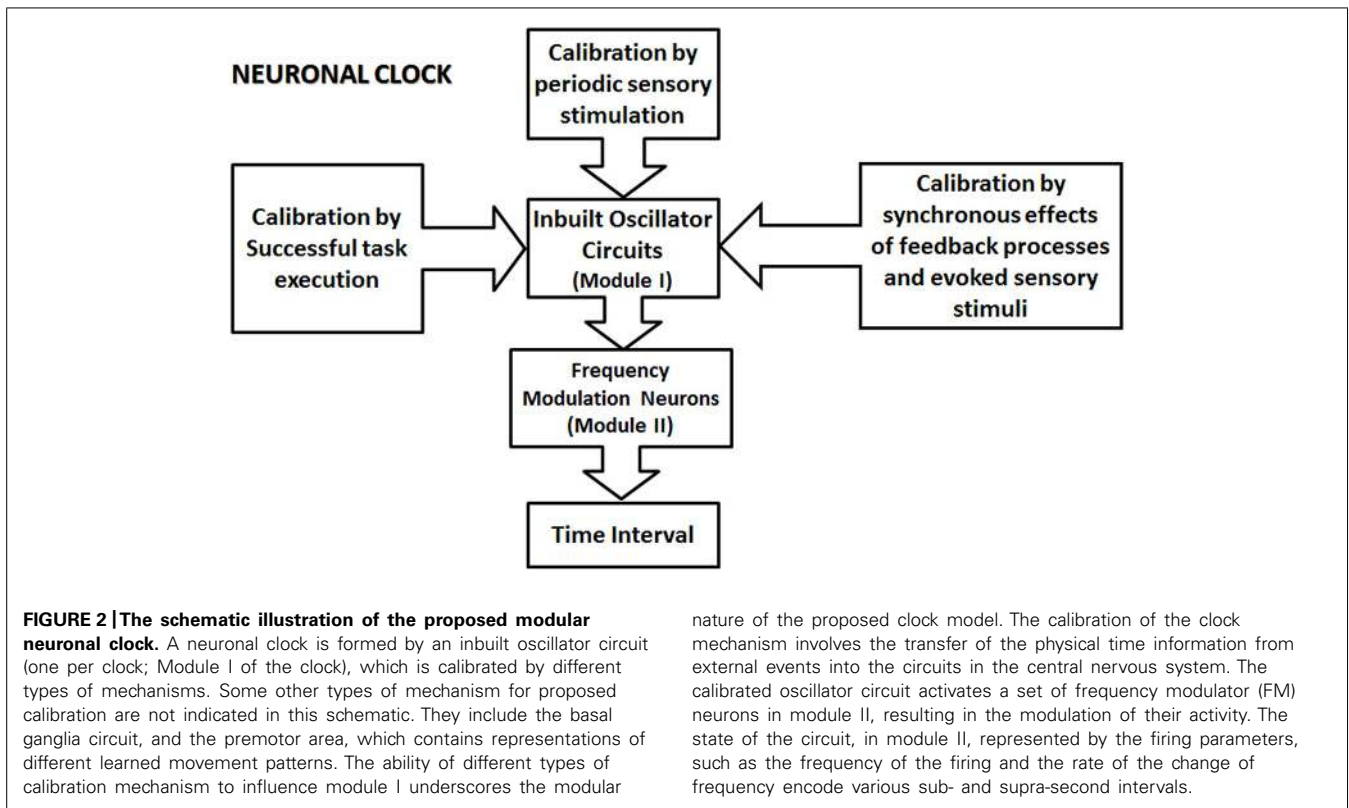 NEURONAL CLOCK
Calibration by
periodic sensory
stimulation
Calibration by
Successful task
execution
Inbuilt Oscillator
Circuits
(Module I)
Calibration by
synchronous effects
of feedback processes
and evoked sensory
stimuli
Frequency
Modulation Neurons
(Module II)
Time Interval
FIGURE 2 | The schematic illustration of the proposed modular
neuronal clock. A neuronal clock is formed by an inbuilt oscillator circuit
(one per clock; Module I of the clock), which is calibrated by different
types of mechanisms. Some other types of mechanism for proposed
calibration are not indicated in this schematic. They include the basal
ganglia circuit, and the premotor area, which contains representations of
different learned movement patterns. The ability of different types of
calibration mechanism to influence module I underscores the modular
nature of the proposed clock model. The calibration of the clock
mechanism involves the transfer of the physical time information from
external events into the circuits in the central nervous system. The
calibrated oscillator circuit activates a set of frequency modulator (FM)
neurons in module II, resulting in the modulation of their activity. The
state of the circuit, in module II, represented by the firing parameters,
such as the frequency of the firing and the rate of the change of
frequency encode various sub- and supra-second intervals.